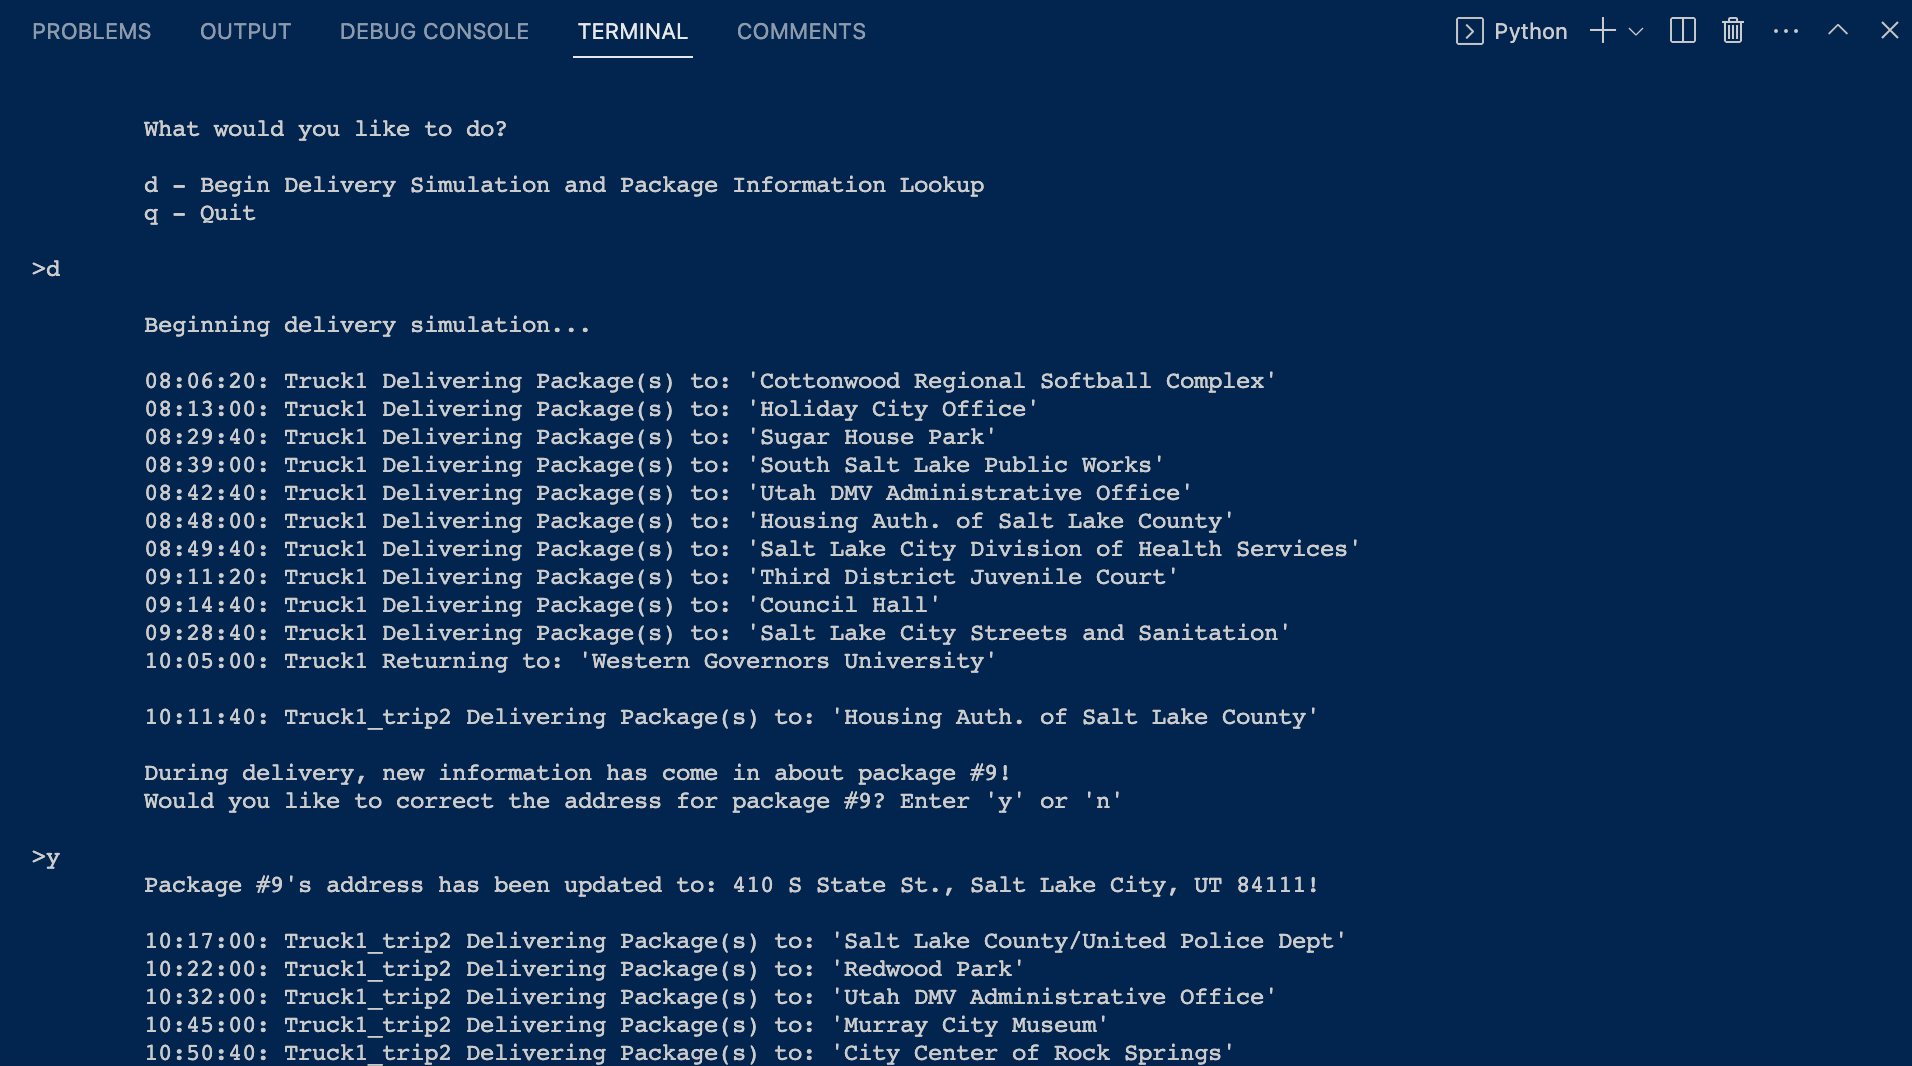 PROBLEMS OUTPUT DEBUG CONSOLE TERMINAL COMMENTS Python
What would you like to do?
d – Begin Delivery Simulation and Package Information Lookup
q – Quit
>d
Beginning delivery simulation...
08:06:20: Truck1 Delivering Package(s) to: 'Cottonwood Regional Softball Complex'
08:13:00: Truck1 Delivering Package(s) to: 'Holiday City Office'
08:29:40: Truck1 Delivering Package(s) to: 'Sugar House Park'
08:39:00: Truck1 Delivering Package(s) to: 'South Salt Lake Public Works'
08:42:40: Truck1 Delivering Package(s) to: 'Utah DMV Administrative Office'
08:48:00: Truck1 Delivering Package(s) to: 'Housing Auth. of Salt Lake County'
08:49:40: Truck1 Delivering Package(s) to: 'Salt Lake City Division of Health Services'
09:11:20: Truck1 Delivering Package(s) to: 'Third District Juvenile Court'
09:14:40: Truck1 Delivering Package(s) to: 'Council Hall'
09:28:40: Truck1 Delivering Package(s) to: 'Salt Lake City Streets and Sanitation'
10:05:00: Truck1 Returning to: 'Western Governors University'
10:11:40: Truck1_trip2 Delivering Package(s) to: 'Housing Auth. of Salt Lake County'
During delivery, new information has come in about package #9!
Would you like to correct the address for package #9? Enter 'y' or 'n'
>y
Package #9's address has been updated to: 410 S State St., Salt Lake City, UT 84111!
10:17:00: Truck1_trip2 Delivering Package(s) to: 'Salt Lake County/United Police Dept'
10:22:00: Truck1_trip2 Delivering Package(s) to: 'Redwood Park'
10:32:00: Truck1_trip2 Delivering Package(s) to: 'Utah DMV Administrative Office'
10:45:00: Truck1_trip2 Delivering Package(s) to: 'Murray City Museum'
10:50:40: Truck1_trip2 Delivering Package(s) to: 'City Center of Rock Springs'